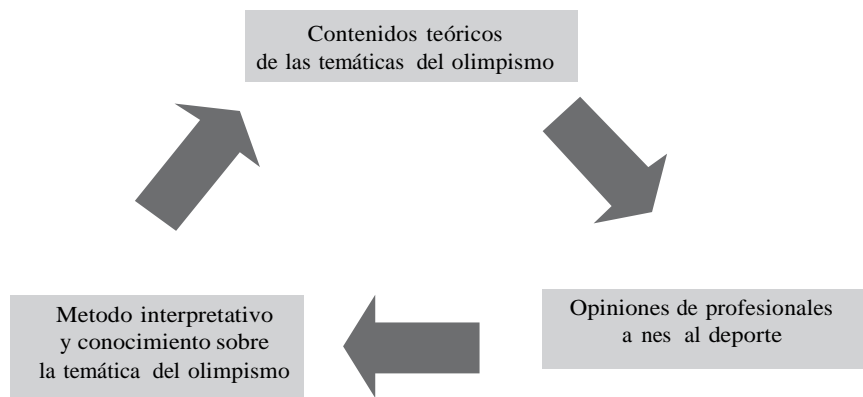 Contenidos teóricos
de las temáticas del olimpismo
Opiniones de profesionales
a nes al deporte
Metodo interpretativo
y conocimiento sobre
la temática del olimpismo